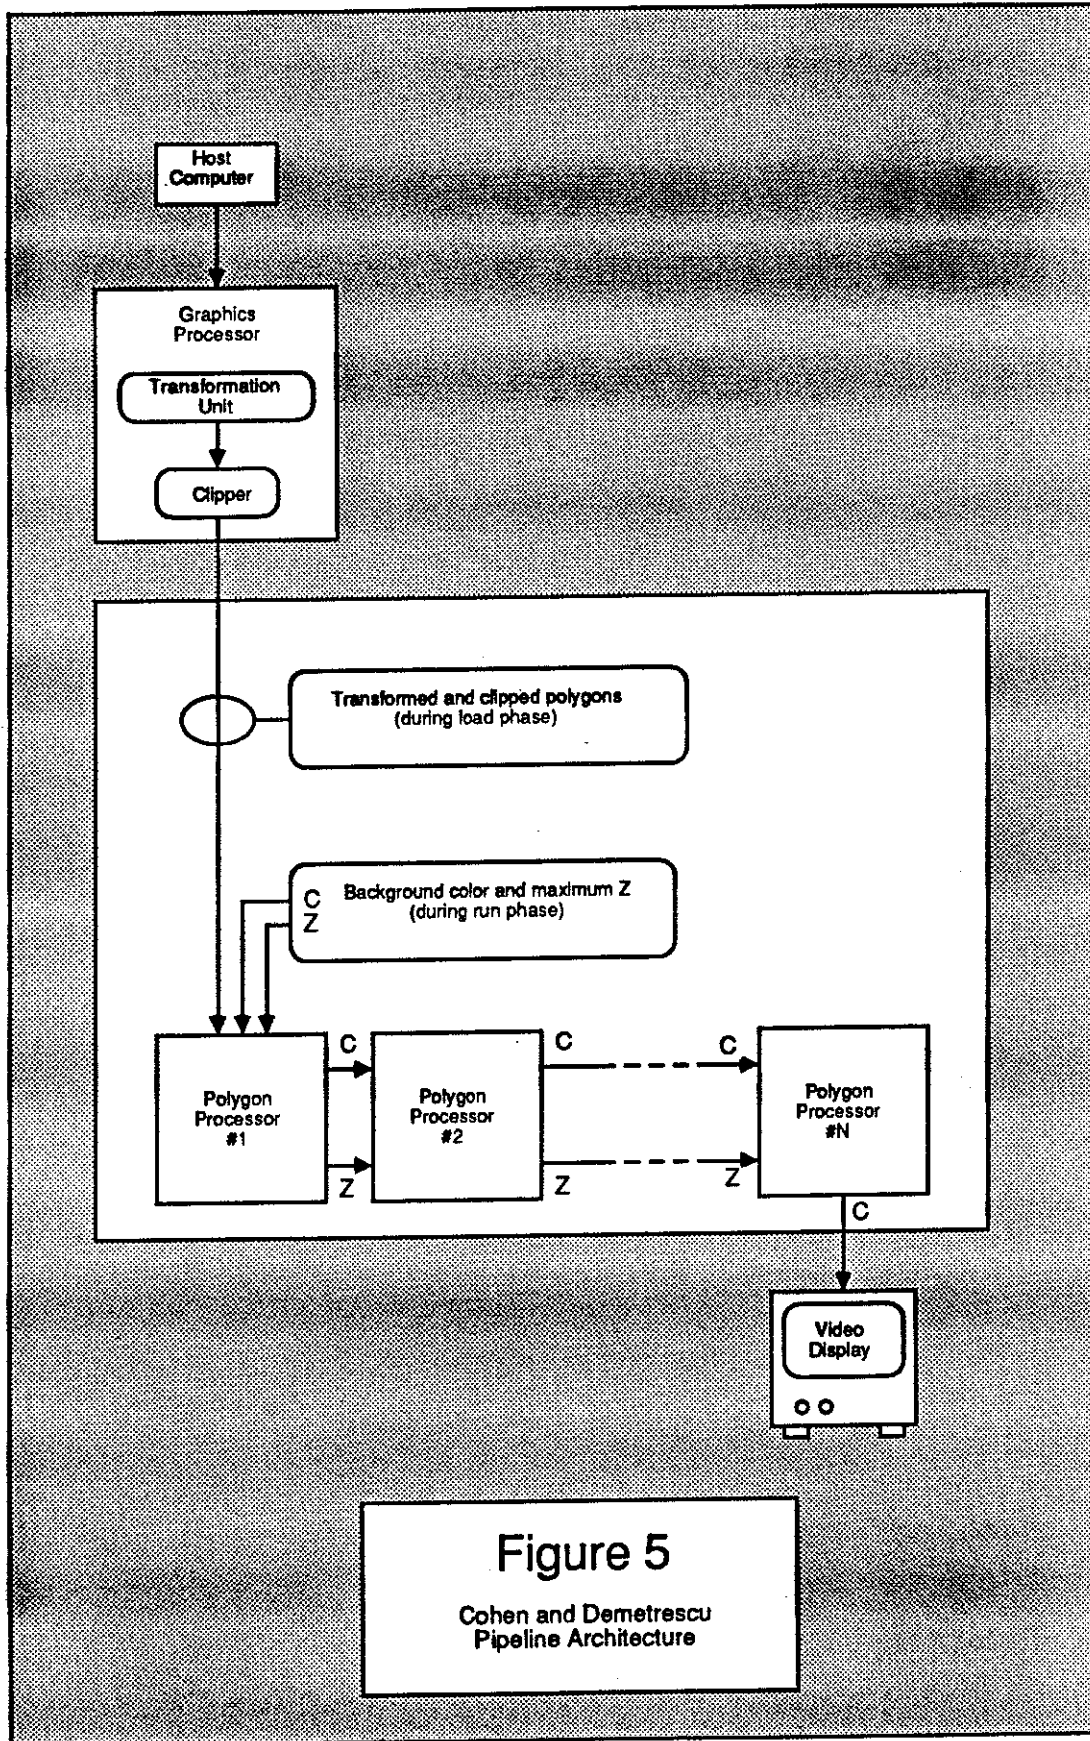 Host
Computer
Graphics
Processor
Transformation
Unit
Clipper
Transformed and clipped polygons
(during load phase)
C
Z
Background color and maximum Z
(during run phase)
C
C
C
Polygon
Processor
#1
Polygon
Processor
#2
Polygon
Processor
#N
Z
Z
Z
C
Video
Display
Figure 5
Cohen and Demetrescu
Pipeline Architecture